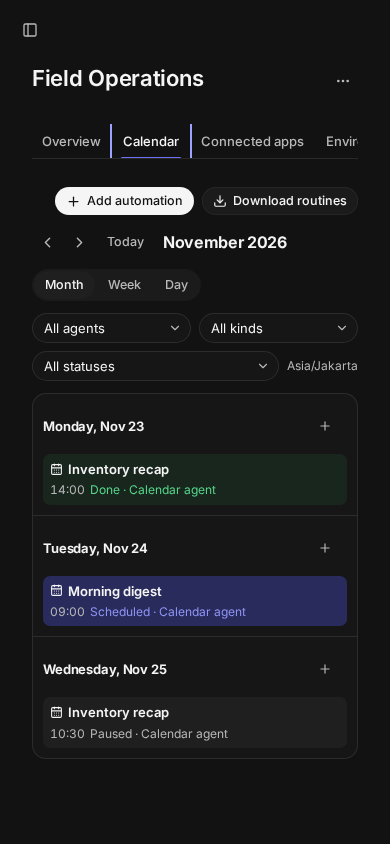 Field Operations
Overview Calendar Connected apps Enviro
Add automation Download routines
Today November 2026
Month Week Day
All agents All kinds
All statuses Asia/Jakarta
Monday, Nov 23
Inventory recap
14:00 Done · Calendar agent
Tuesday, Nov 24
Morning digest
09:00 Scheduled · Calendar agent
Wednesday, Nov 25
Inventory recap
10:30 Paused · Calendar agent